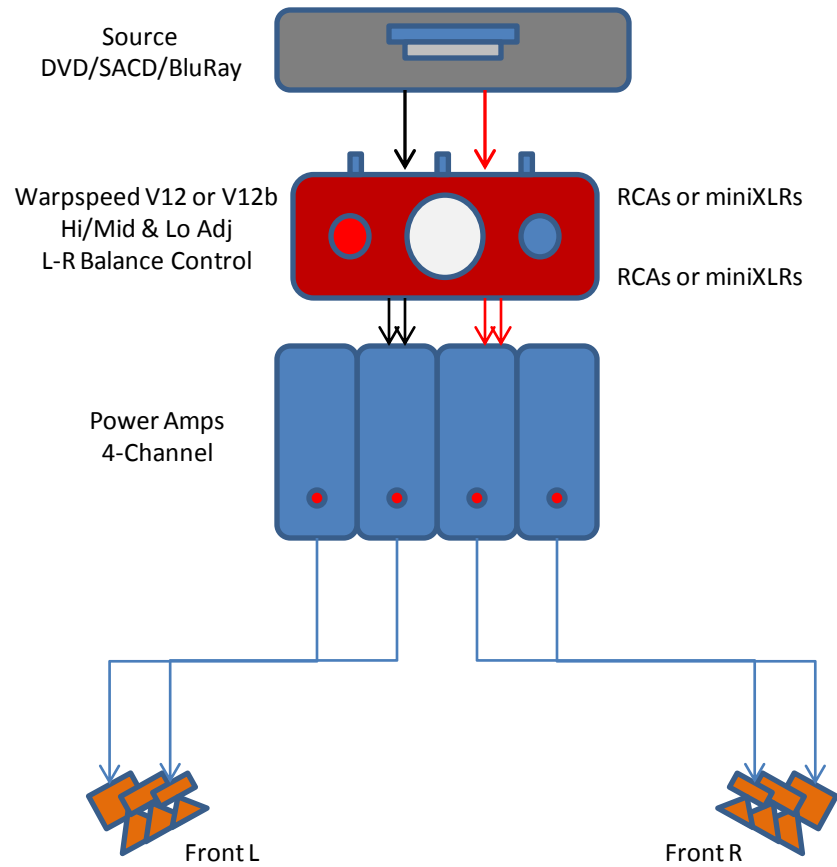 Source
DVD/SACD/BluRay
Warpspeed V12 or V12b
Hi/Mid & Lo Adj
L-R Balance Control
RCAs or miniXLRs
RCAs or miniXLRs
Power Amps
4-Channel
Front L
Front R